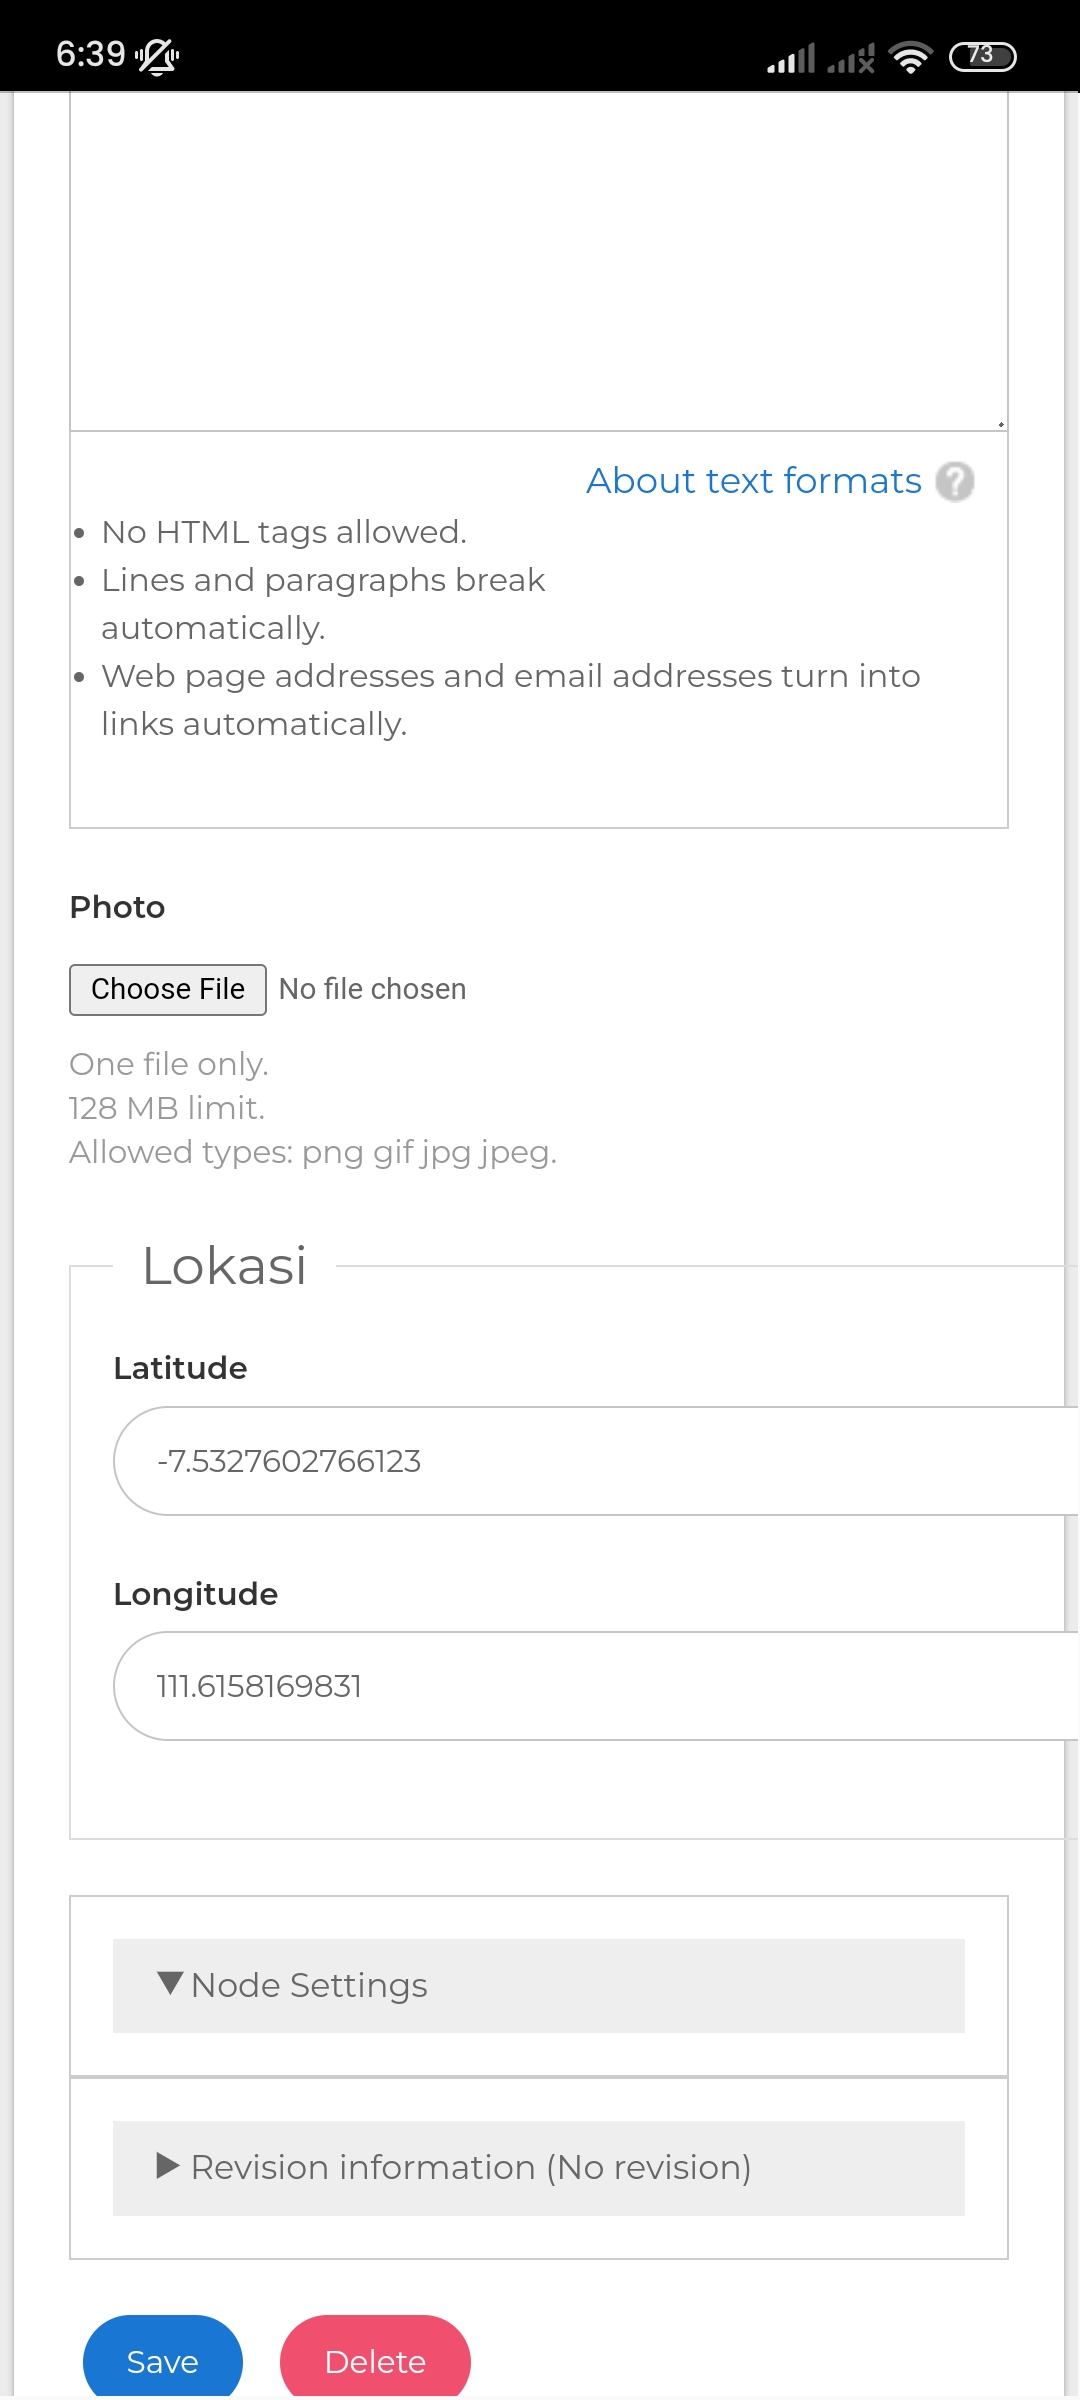 6:39
73
About text formats ?
No HTML tags allowed.
Lines and paragraphs break
automatically.
Web page addresses and email addresses turn into
links automatically.
Photo
Choose File No file chosen
One file only.
128 MB limit.
Allowed types: png gif jpg jpeg.
Lokasi
Latitude
-7.5327602766123
Longitude
111.6158169831
Node Settings
Revision information (No revision)
Save Delete